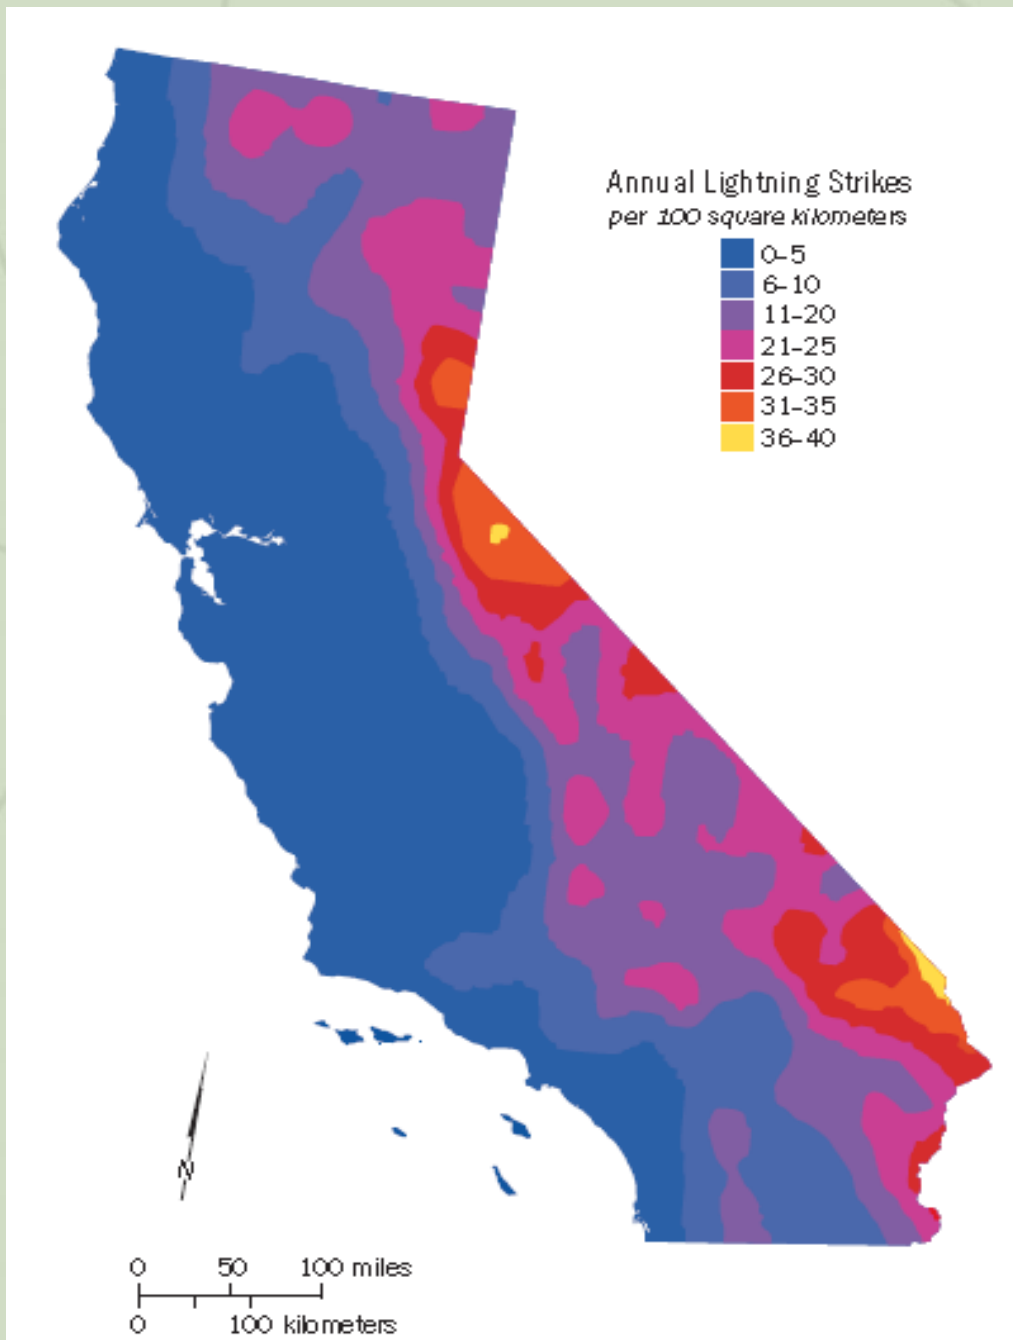 Annual Lightning Strikes
per 100 square kilometers
0-5
6-10
11-20
21-25
26-30
31-35
36-40
N
0 50 100 miles
0 100 kilometers